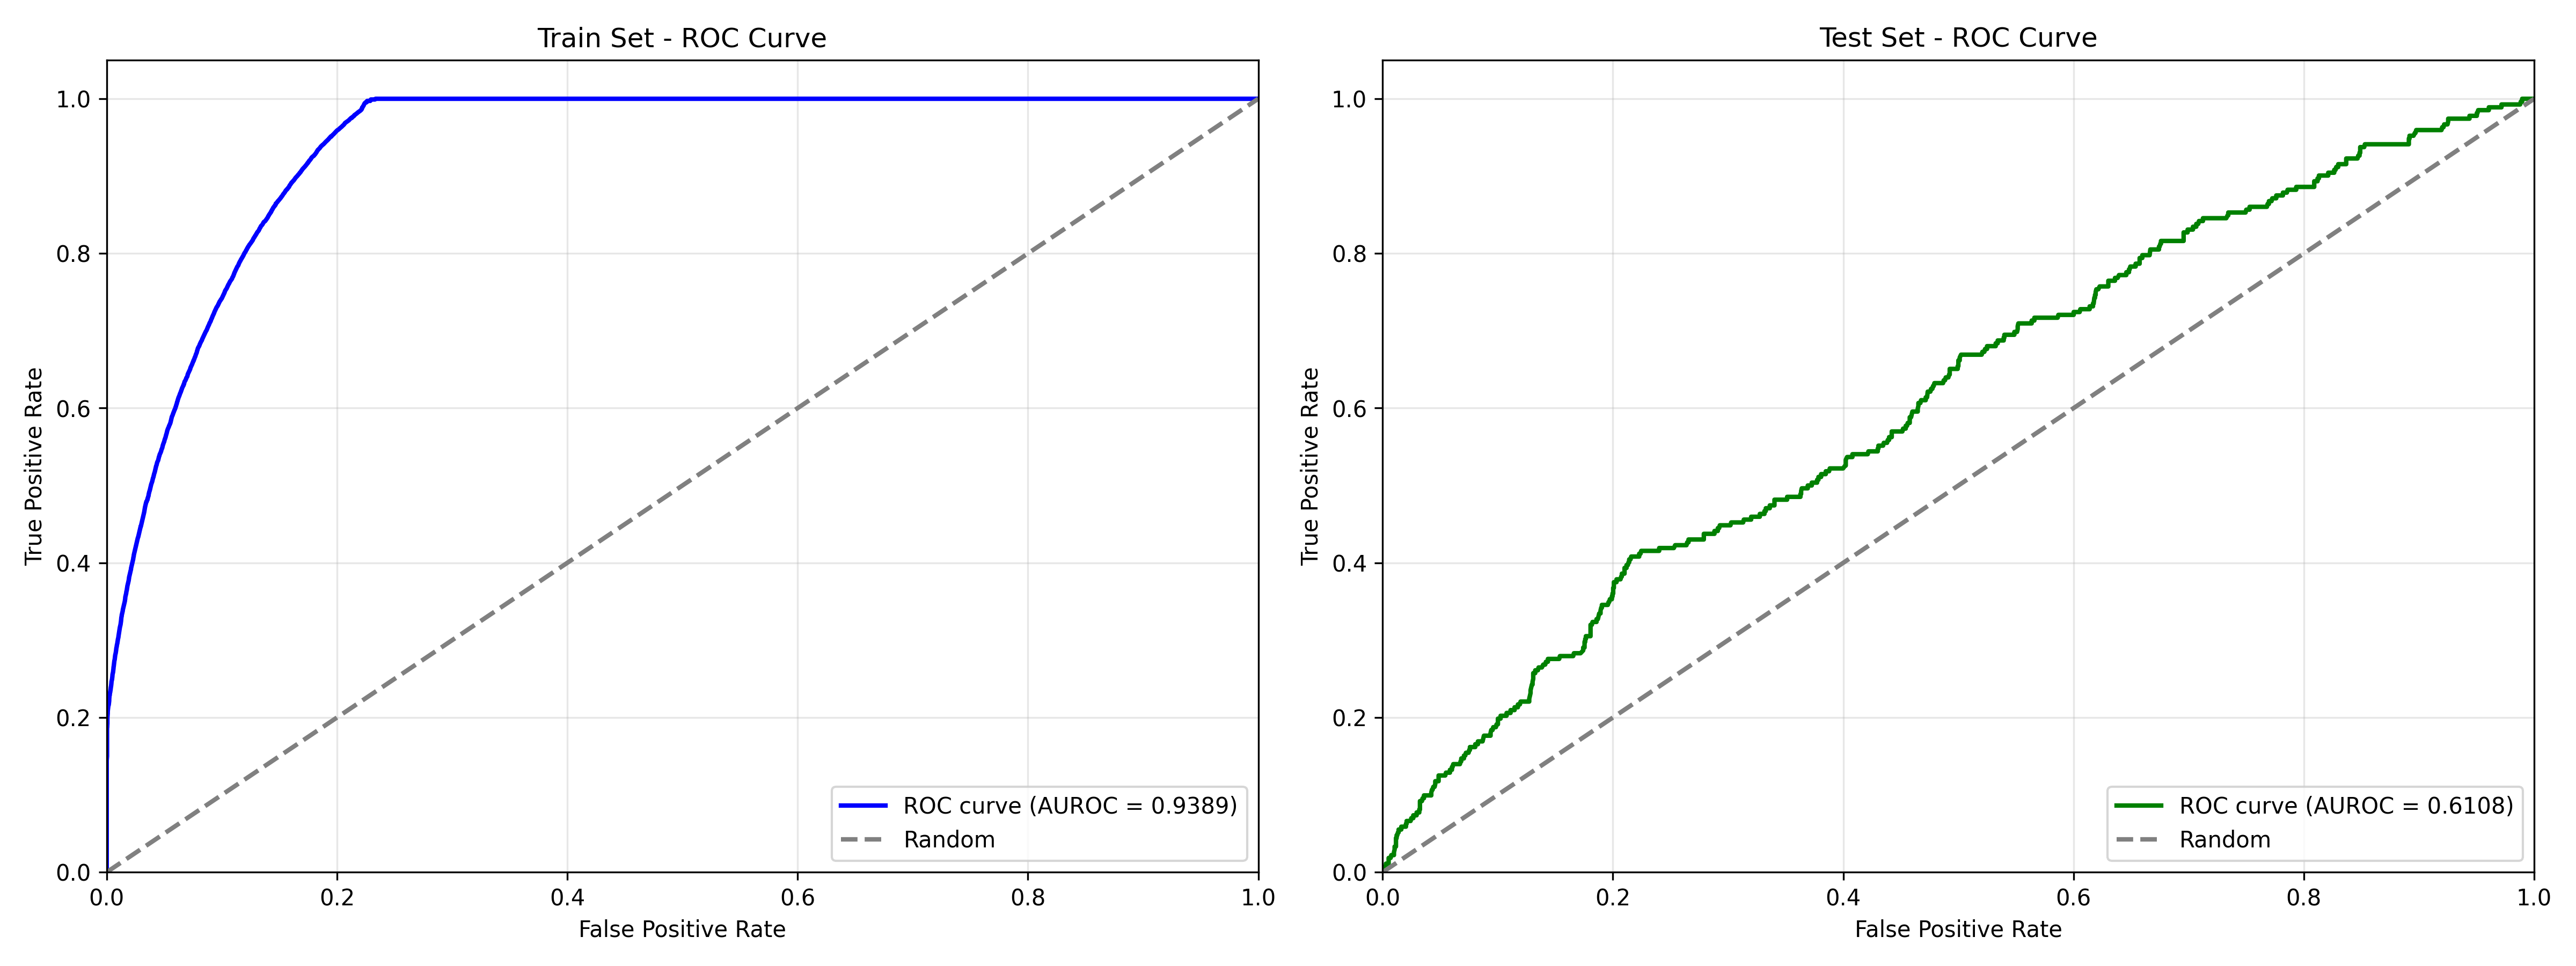 Train Set - ROC Curve
True Positive Rate
1.0
0.8
0.6
0.4
0.2
0.0
0.0 0.2 0.4 0.6 0.8 1.0
False Positive Rate
ROC curve (AUROC = 0.9389)
Random
Test Set - ROC Curve
True Positive Rate
1.0
0.8
0.6
0.4
0.2
0.0
0.0 0.2 0.4 0.6 0.8 1.0
False Positive Rate
ROC curve (AUROC = 0.6108)
Random